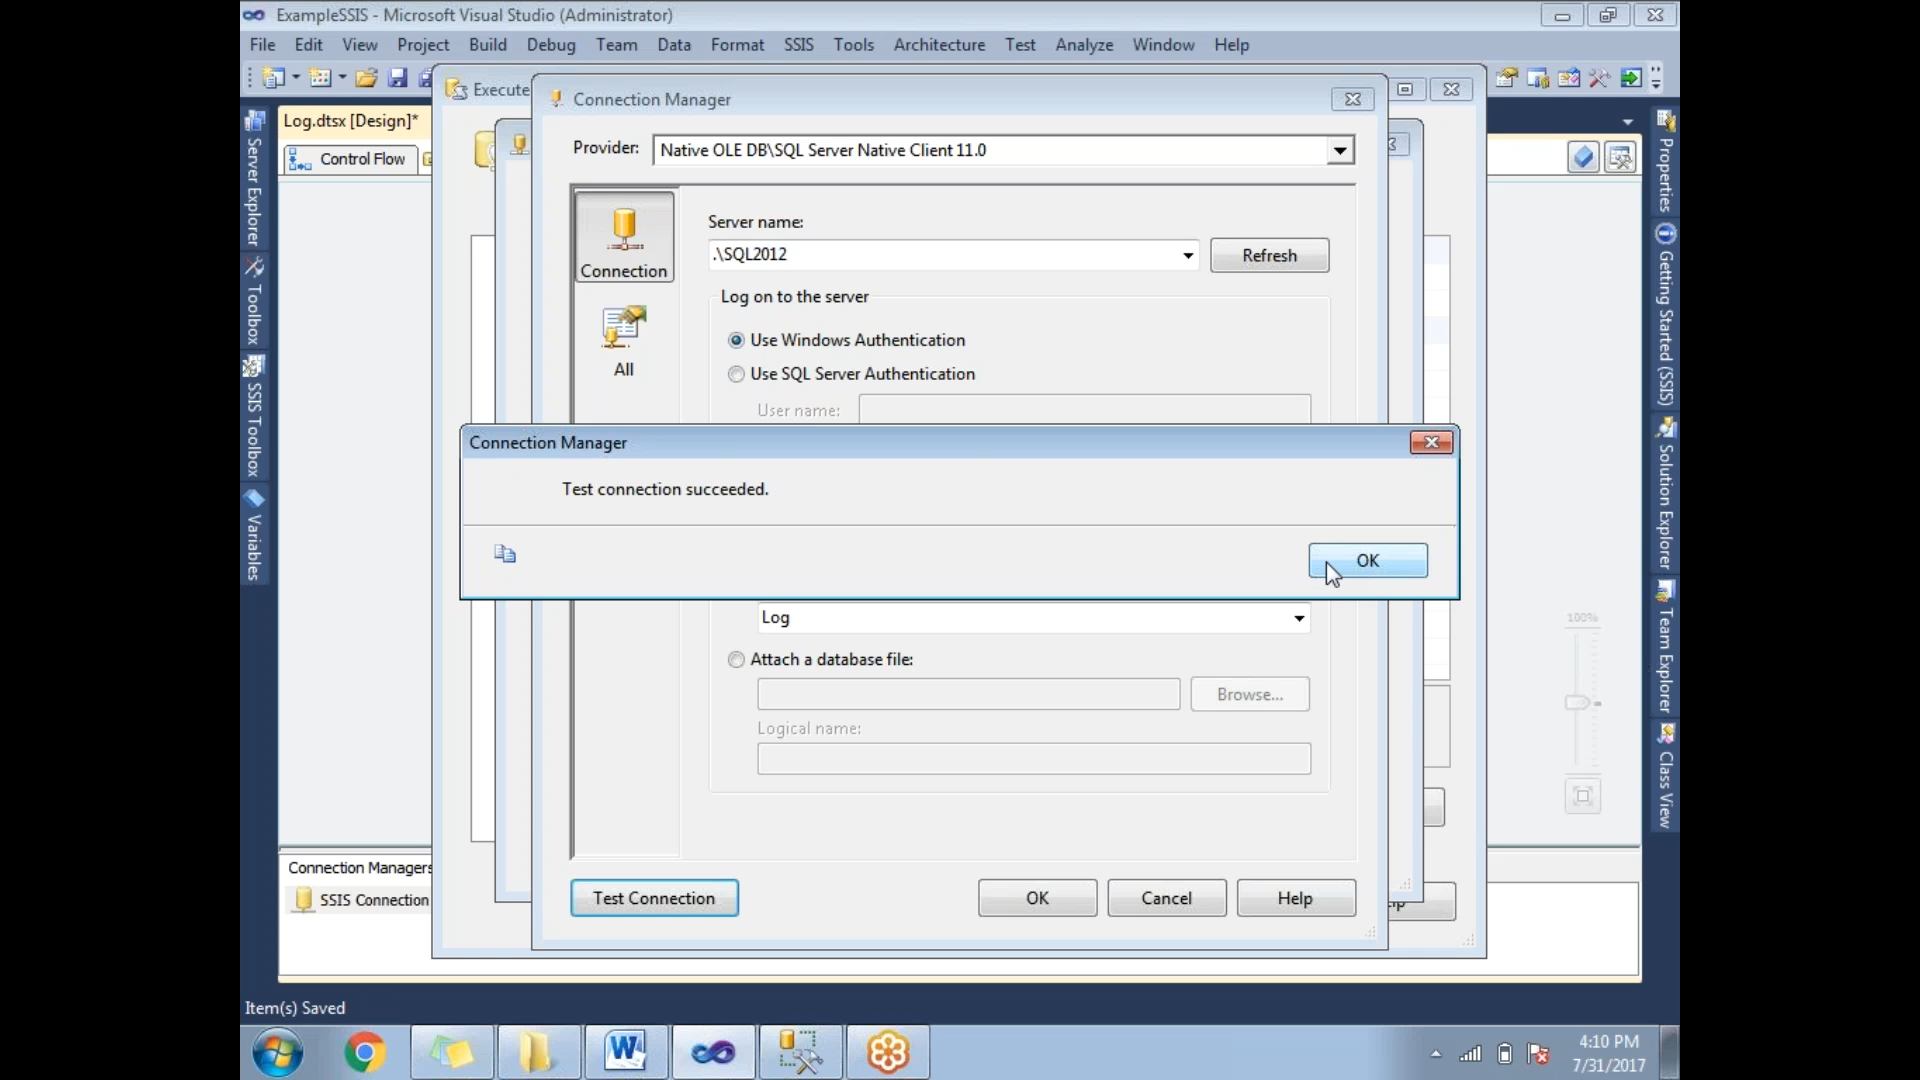 ExampleSSIS - Microsoft Visual Studio (Administrator)
File Edit View Project Build Debug Team Data Format SSIS Tools Architecture Test Analyze Window Help
Execute
Log.dtsx [Design]*
Control Flow
Server Explorer
Toolbox
SSIS Toolbox
Variables
Connection Manager
Provider: Native OLE DB\SQL Server Native Client 11.0
Connection
All
Server name:
.\SQL2012
Refresh
Log on to the server
Use Windows Authentication
Use SQL Server Authentication
User name:
Connection Manager
Test connection succeeded.
OK
Log
Attach a database file:
Browse...
Logical name:
Test Connection OK Cancel Help
Properties
Getting Started (SSIS)
Solution Explorer
Team Explorer
Class View
100%
Connection Managers
SSIS Connection
Item(s) Saved
4:10 PM
7/31/2017